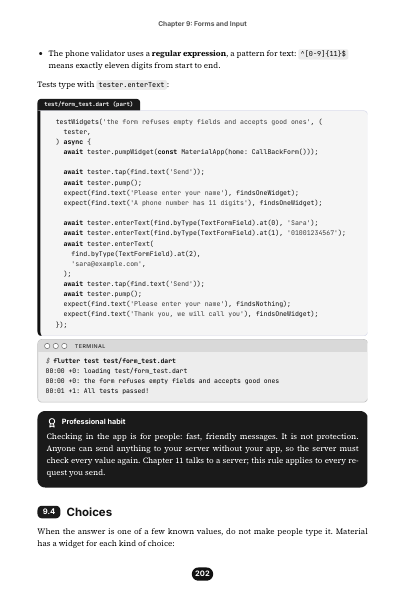 Chapter 9: Forms and Input
• The phone validator uses a regular expression, a pattern for text: ^[0-9]{11}$
means exactly eleven digits from start to end.
Tests type with tester.enterText:
test/form_test.dart (part)
testWidgets('the form refuses empty fields and accepts good ones', (
tester,
) async {
await tester.pumpWidget(const MaterialApp(home: CallBackForm()));
await tester.tap(find.text('Send'));
await tester.pump();
expect(find.text('Please enter your name'), findsOneWidget);
expect(find.text('A phone number has 11 digits'), findsOneWidget);
await tester.enterText(find.byType(TextFormField).at(0), 'Sara');
await tester.enterText(find.byType(TextFormField).at(1), '01001234567');
await tester.enterText(
find.byType(TextFormField).at(2),
'sara@example.com',
);
await tester.tap(find.text('Send'));
await tester.pump();
expect(find.text('Please enter your name'), findsNothing);
expect(find.text('Thank you, we will call you'), findsOneWidget);
});
TERMINAL
$ flutter test test/form_test.dart
00:00 +0: loading test/form_test.dart
00:00 +0: the form refuses empty fields and accepts good ones
00:01 +1: All tests passed!
Professional habit
Checking in the app is for people: fast, friendly messages. It is not protection.
Anyone can send anything to your server without your app, so the server must
check every value again. Chapter 11 talks to a server; this rule applies to every re-
quest you send.
9.4 Choices
When the answer is one of a few known values, do not make people type it. Material
has a widget for each kind of choice:
202